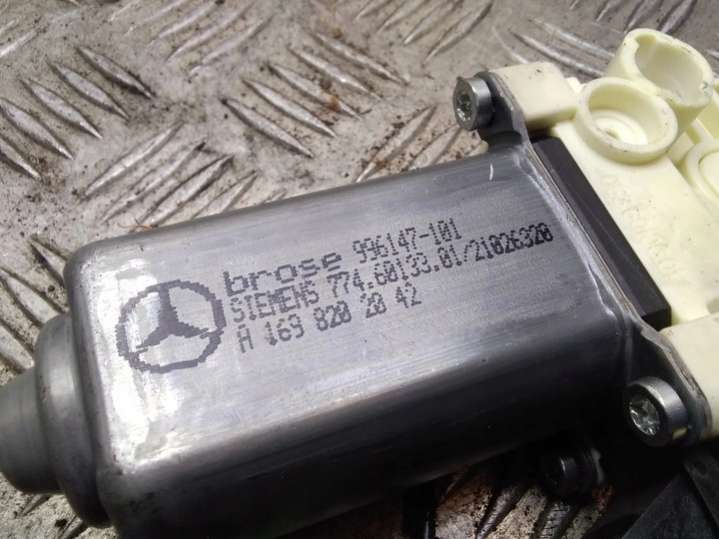 brose 996147-101
SIEMENS 774.60133.01/21026320
A 169 820 20 42